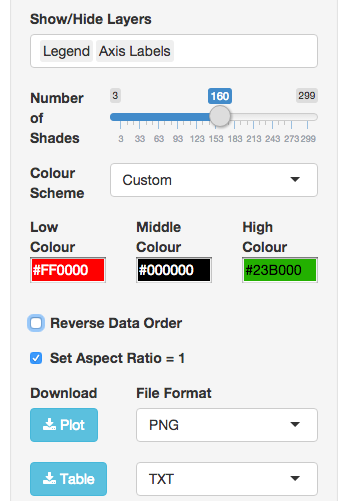 Show/Hide Layers
Legend Axis Labels
Number of Shades
3 160 299
3 33 63 93 123 153 183 213 243 273 299
Colour Scheme
Custom
Low Colour Middle Colour High Colour
#FF0000 #000000 #23B000
Reverse Data Order
Set Aspect Ratio = 1
Download File Format
Plot PNG
Table TXT